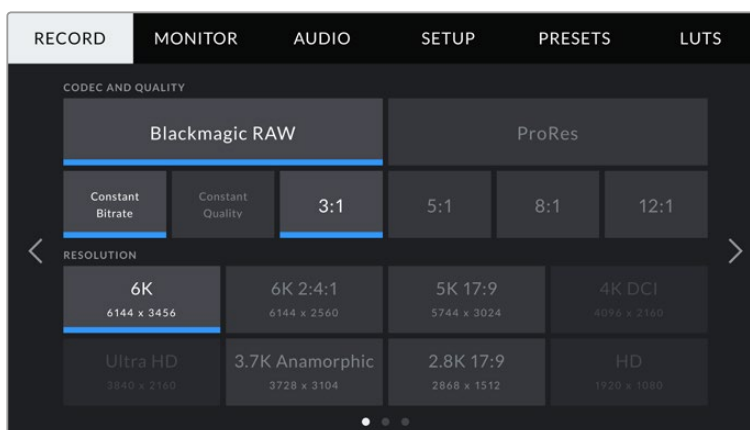 RECORD MONITOR AUDIO SETUP PRESETS LUTS
CODEC AND QUALITY
Blackmagic RAW ProRes
Constant Bitrate Constant Quality 3:1 5:1 8:1 12:1
RESOLUTION
6K 6K 2:4:1 5K 17:9 4K DCI
6144 x 3456 6144 x 2560 5744 x 3024 4096 x 2160
Ultra HD 3.7K Anamorphic 2.8K 17:9 HD
3840 x 2160 3728 x 3104 2868 x 1512 1920 x 1080